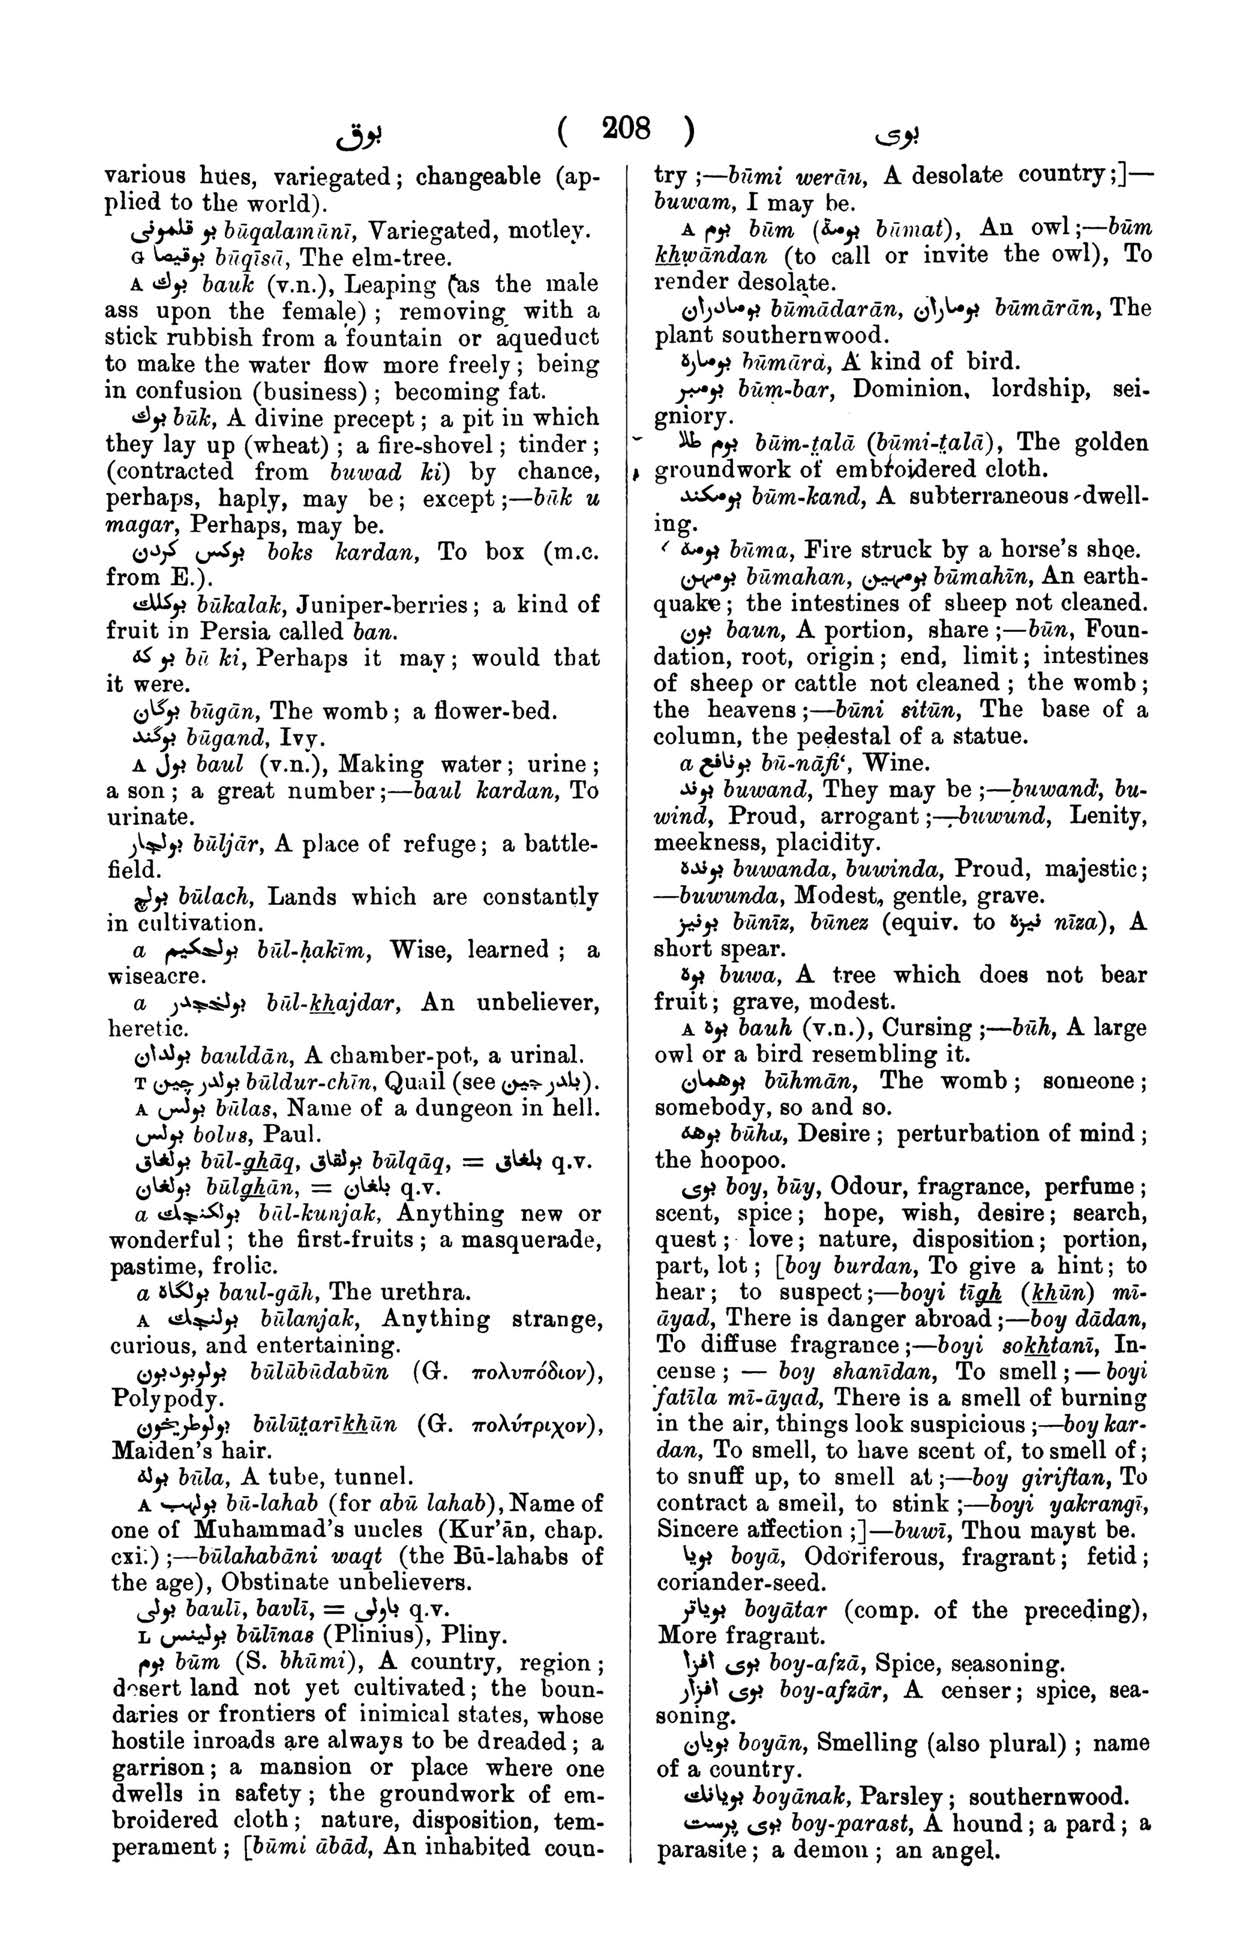 بوق ( 208 ) بوی
various hues, variegated; changeable (ap-
plied to the world).
بو قلمونی būqalamūnī, Variegated, motley.
G بوقیسا būqīsā, The elm-tree.
A بوك bauk (v.n.), Leaping (as the male
ass upon the female); removing with a
stick rubbish from a fountain or aqueduct
to make the water flow more freely; being
in confusion (business); becoming fat.
بوك būk, A divine precept; a pit in which
they lay up (wheat); a fire-shovel; tinder;
(contracted from buwad ki) by chance,
perhaps, haply, may be; except;—būk u
magar, Perhaps, may be.
بوکس کردن boks kardan, To box (m.c.
from E.).
بوکلك būkalak, Juniper-berries; a kind of
fruit in Persia called ban.
بو که bū ki, Perhaps it may; would that
it were.
بوگان būgān, The womb; a flower-bed.
بوگند būgand, Ivy.
A بول baul (v.n.), Making water; urine;
a son; a great number;—baul kardan, To
urinate.
بولجار būljār, A place of refuge; a battle-
field.
بولچ būlach, Lands which are constantly
in cultivation.
a بولحکیم būl-ḥakīm, Wise, learned; a
wiseacre.
a بولخجدر būl-khajdar, An unbeliever,
heretic.
بولدان bauldān, A chamber-pot, a urinal.
T بولدر چین būldur-chīn, Quail (see بلدرچین).
A بولس būlas, Name of a dungeon in hell.
بولس bolus, Paul.
بولغاق būl-ghāq, بولقاق būlqāq, = بلغاق q.v.
بولغان būlghān, = بلغان q.v.
a بولکنجك būl-kunjak, Anything new or
wonderful; the first-fruits; a masquerade,
pastime, frolic.
a بولگاه baul-gāh, The urethra.
A بولنجك būlanjak, Anything strange,
curious, and entertaining.
بولوبودبون būlūbūdabūn (G. πολυπόδιον),
Polypody.
بولوطریخون būlūṭarīkhūn (G. πολύτριχον),
Maiden's hair.
بوله būla, A tube, tunnel.
A بولهب bū-lahab (for abū lahab), Name of
one of Muhammad's uncles (Kur'ān, chap.
cxi.);—būlahabāni waqt (the Bū-lahabs of
the age), Obstinate unbelievers.
بولی baulī, bavlī, = باولی q.v.
L بولینس būlīnas (Plinius), Pliny.
بوم būm (S. bhūmi), A country, region;
desert land not yet cultivated; the boun-
daries or frontiers of inimical states, whose
hostile inroads are always to be dreaded; a
garrison; a mansion or place where one
dwells in safety; the groundwork of em-
broidered cloth; nature, disposition, tem-
perament; [būmi ābād, An inhabited coun-
try;—būmi werān, A desolate country;]—
buwam, I may be.
A بوم būm (بومة būmat), An owl;—būm
khwāndan (to call or invite the owl), To
render desolate.
بومادران būmādarān, بوماران būmārān, The
plant southernwood.
بوماره būmāra, A kind of bird.
بومبر būm-bar, Dominion, lordship, sei-
gniory.
بوم طلا būm-ṭalā (būmi-ṭalā), The golden
groundwork of embroidered cloth.
بومکند būm-kand, A subterraneous dwell-
ing.
بومه būma, Fire struck by a horse's shoe.
بومهن būmahan, بومهین būmahīn, An earth-
quake; the intestines of sheep not cleaned.
بون baun, A portion, share;—būn, Foun-
dation, root, origin; end, limit; intestines
of sheep or cattle not cleaned; the womb;
the heavens;—būni sitūn, The base of a
column, the pedestal of a statue.
a بونافع bū-nāfi‘, Wine.
بوند buwand, They may be;—buwand, bu-
wind, Proud, arrogant;—buwund, Lenity,
meekness, placidity.
بونده buwanda, buwinda, Proud, majestic;
—buwunda, Modest, gentle, grave.
بونیز būnīz, būnez (equiv. to نیزه nīza), A
short spear.
بوه buwa, A tree which does not bear
fruit; grave, modest.
A بوه bauh (v.n.), Cursing;—būh, A large
owl or a bird resembling it.
بوهمان būhmān, The womb; someone;
somebody, so and so.
بوهه būha, Desire; perturbation of mind;
the hoopoo.
بوی boy, būy, Odour, fragrance, perfume;
scent, spice; hope, wish, desire; search,
quest; love; nature, disposition; portion,
part, lot; [boy burdan, To give a hint; to
hear; to suspect;—boyi tīgh (khūn) mī-
āyad, There is danger abroad;—boy dādan,
To diffuse fragrance;—boyi sokhtanī, In-
cense;—boy shanīdan, To smell;—boyi
fatīla mī-āyad, There is a smell of burning
in the air, things look suspicious;—boy kar-
dan, To smell, to have scent of, to smell of;
to snuff up, to smell at;—boy giriftan, To
contract a smell, to stink;—boyi yakrangī,
Sincere affection;]—buwī, Thou mayst be.
بویا boyā, Odoriferous, fragrant; fetid;
coriander-seed.
بویاتر boyātar (comp. of the preceding),
More fragrant.
بوی افزا boy-afzā, Spice, seasoning.
بوی افزار boy-afzār, A censer; spice, sea-
soning.
بویان boyān, Smelling (also plural); name
of a country.
بویانك boyānak, Parsley; southernwood.
بوی پرست boy-parast, A hound; a pard; a
parasite; a demon; an angel.